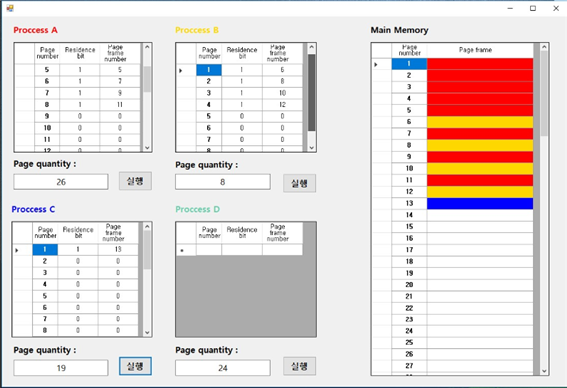 Proccess A
Page number Residence bit Page frame number
5 1 5
6 1 7
7 1 9
8 1 11
9 0 0
10 0 0
11 0 0
12 0 0
Page quantity :
26 실행
Proccess B
Page number Residence bit Page frame number
1 1 6
2 1 8
3 1 10
4 1 12
5 0 0
6 0 0
7 0 0
8 0 0
Page quantity :
8 실행
Proccess C
Page number Residence bit Page frame number
1 1 13
2 0 0
3 0 0
4 0 0
5 0 0
6 0 0
7 0 0
8 0 0
Page quantity :
19 실행
Proccess D
Page number Residence bit Page frame number
Page quantity :
24 실행
Main Memory
Page number Page frame
1
2
3
4
5
6
7
8
9
10
11
12
13
14
15
16
17
18
19
20
21
22
23
24
25
26
27